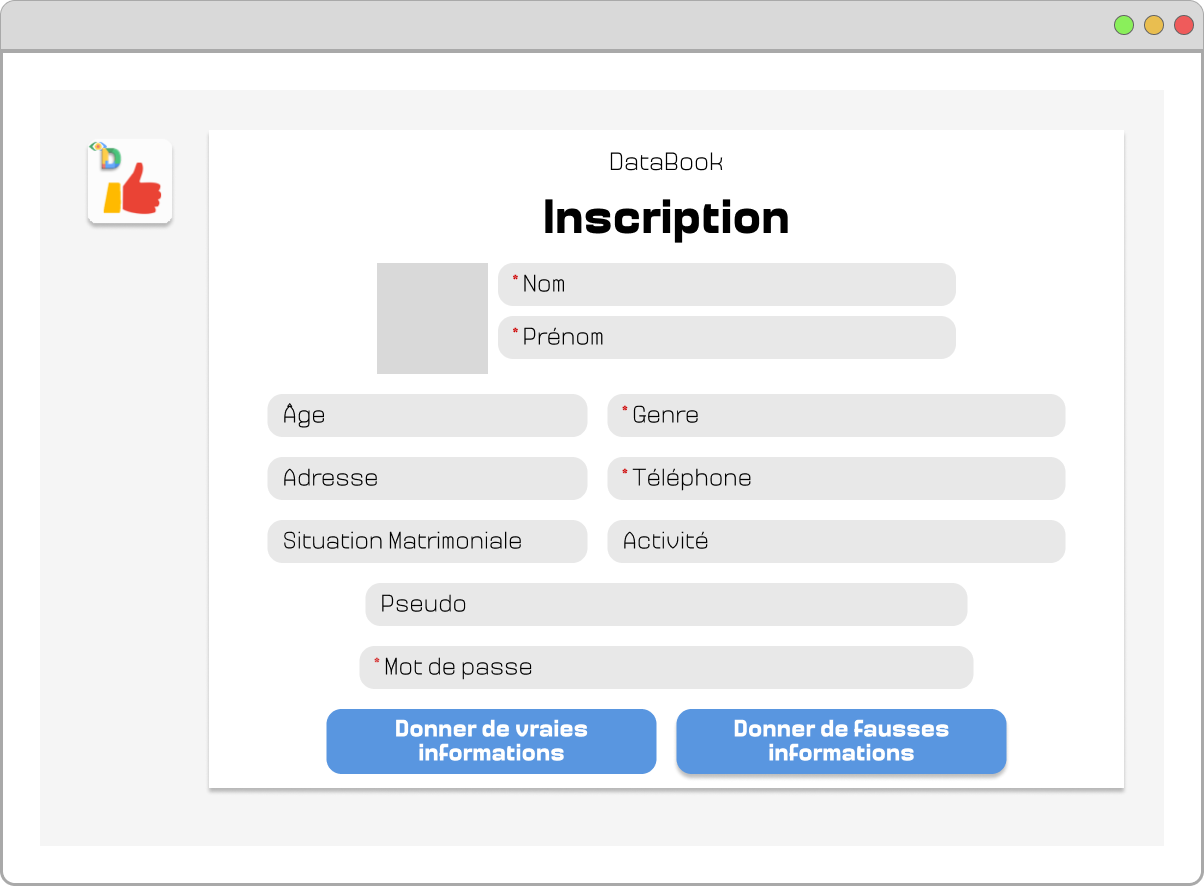 D
DataBook
Inscription
*Nom
*Prénom
Âge
*Genre
Adresse
*Téléphone
Situation Matrimoniale
Activité
Pseudo
*Mot de passe
Donner de vraies
informations
Donner de fausses
informations